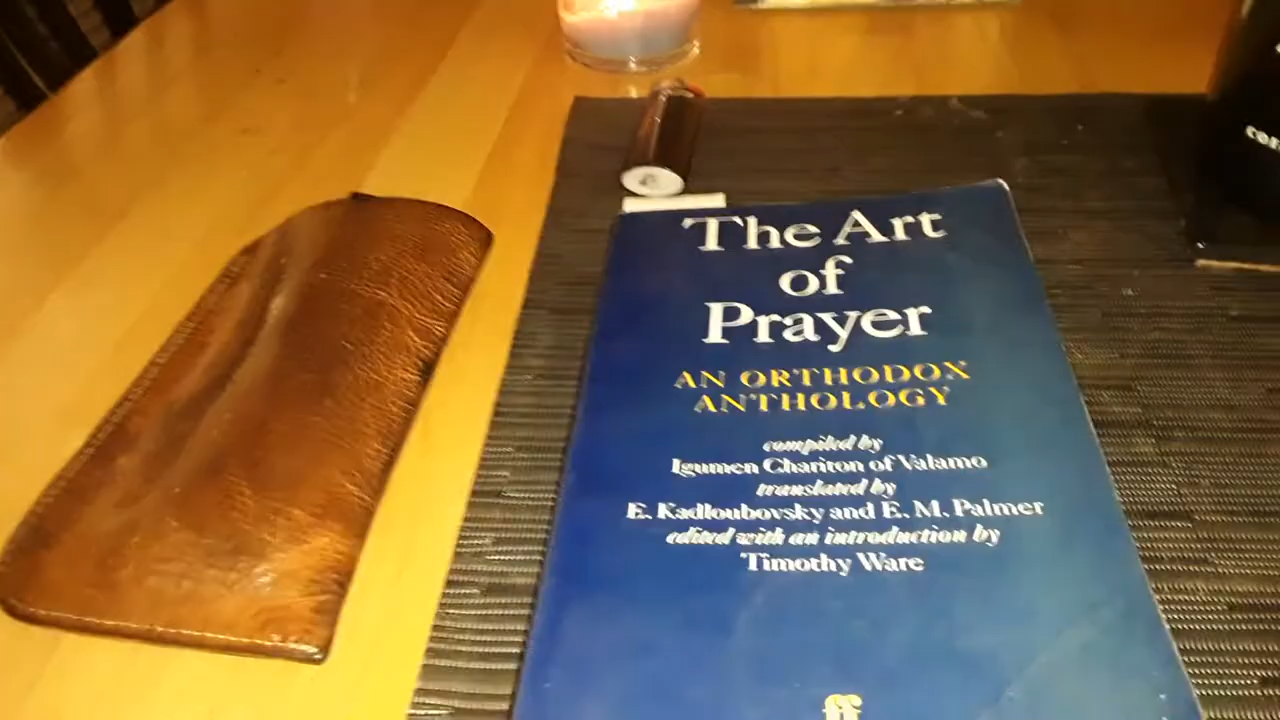 The Art
of
Prayer
AN ORTHODOX
ANTHOLOGY
compiled by
Igumen Chariton of Valamo
translated by
E. Kadloubovsky and E. M. Palmer
edited with an introduction by
Timothy Ware
ff